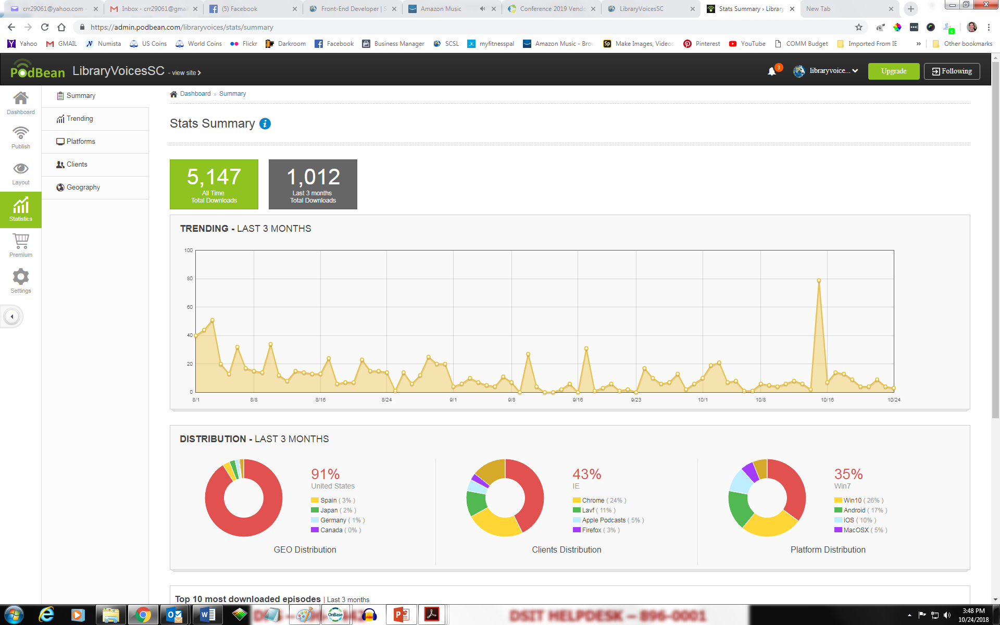 crr29061@yahoo.com -
Inbox - crr29061@gmai
(5) Facebook
Front-End Developer | S
Amazon Music
Conference 2019 Vendo
LibraryVoicesSC
Stats Summary › Library
New Tab
https://admin.podbean.com/libraryvoices/stats/summary
3
Yahoo
GMAIL
Numista
US Coins
World Coins
Flickr
Darkroom
Facebook
Business Manager
SCSL
myfitnesspal
Amazon Music - Brow
Make Images, Videos
Pinterest
YouTube
COMM Budget
Imported From IE
»
Other bookmarks
PodBean
LibraryVoicesSC - view site
3
libraryvoice...
Upgrade
Following
Dashboard
Publish
Layout
Statistics
Premium
Settings
Summary
Trending
Platforms
Clients
Geography
Dashboard » Summary
Stats Summary i
5,147
All Time
Total Downloads
1,012
Last 3 months
Total Downloads
TRENDING - LAST 3 MONTHS
100
80
60
40
20
0
8/1 8/8 8/16 8/24 9/1 9/8 9/16 9/23 10/1 10/8 10/16 10/24
DISTRIBUTION - LAST 3 MONTHS
91%
United States
Spain ( 3% )
Japan ( 2% )
Germany ( 1% )
Canada ( 0% )
GEO Distribution
43%
IE
Chrome ( 24% )
Lavf ( 11% )
Apple Podcasts ( 5% )
Firefox ( 3% )
Clients Distribution
35%
Win7
Win10 ( 26% )
Android ( 17% )
iOS ( 10% )
MacOSX ( 5% )
Platform Distribution
Top 10 most downloaded episodes | Last 3 months
OnBase
DSIT HELPDESK – 896-0001
3:48 PM
10/24/2018